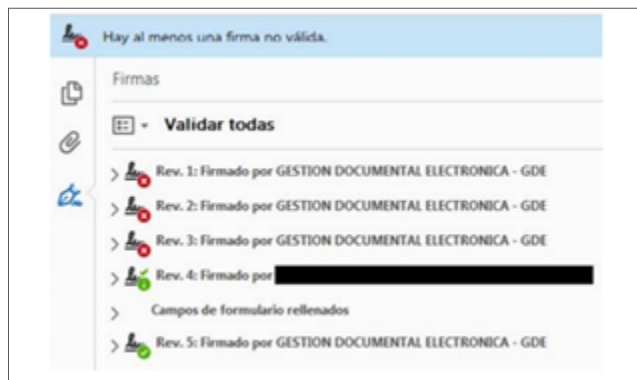 Hay al menos una firma no válida.
Firmas
Validar todas
Rev. 1: Firmado por GESTION DOCUMENTAL ELECTRONICA - GDE
Rev. 2: Firmado por GESTION DOCUMENTAL ELECTRONICA - GDE
Rev. 3: Firmado por GESTION DOCUMENTAL ELECTRONICA - GDE
Rev. 4: Firmado por
Campos de formulario rellenados
Rev. 5: Firmado por GESTION DOCUMENTAL ELECTRONICA - GDE